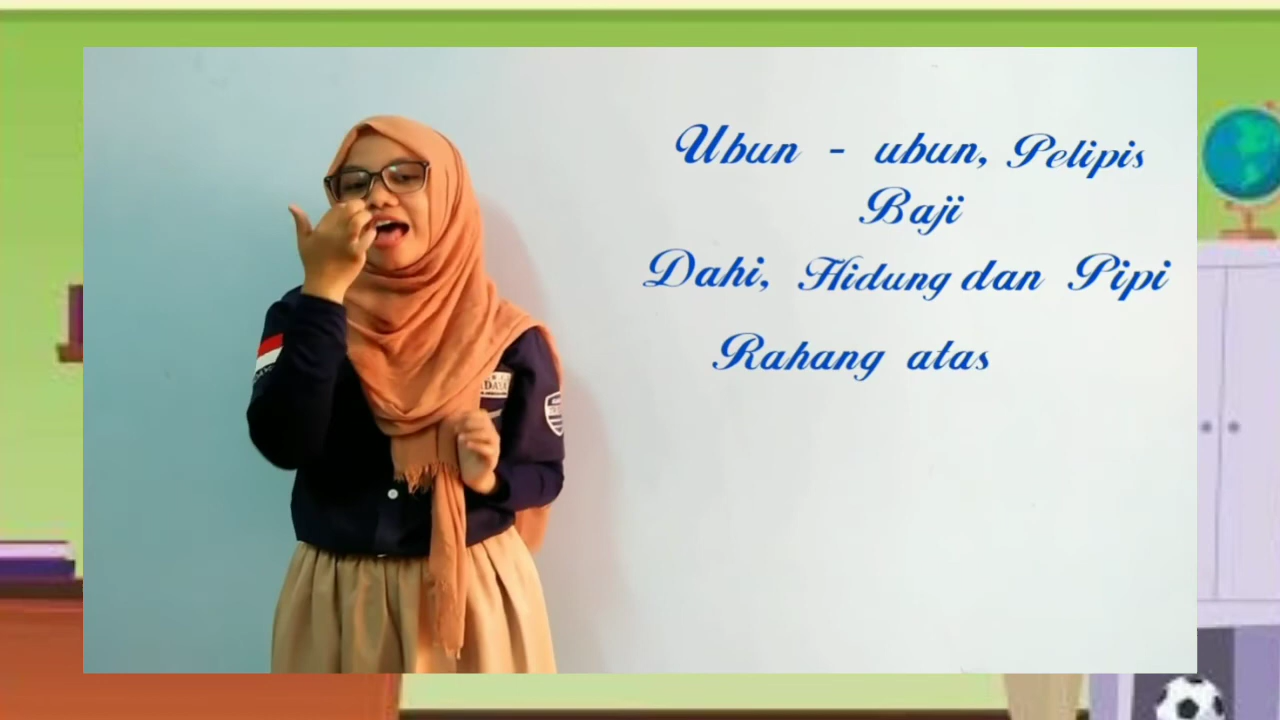 Ubun - ubun, Pelipis
Baji
Dahi, Hidung dan Pipi
Rahang atas